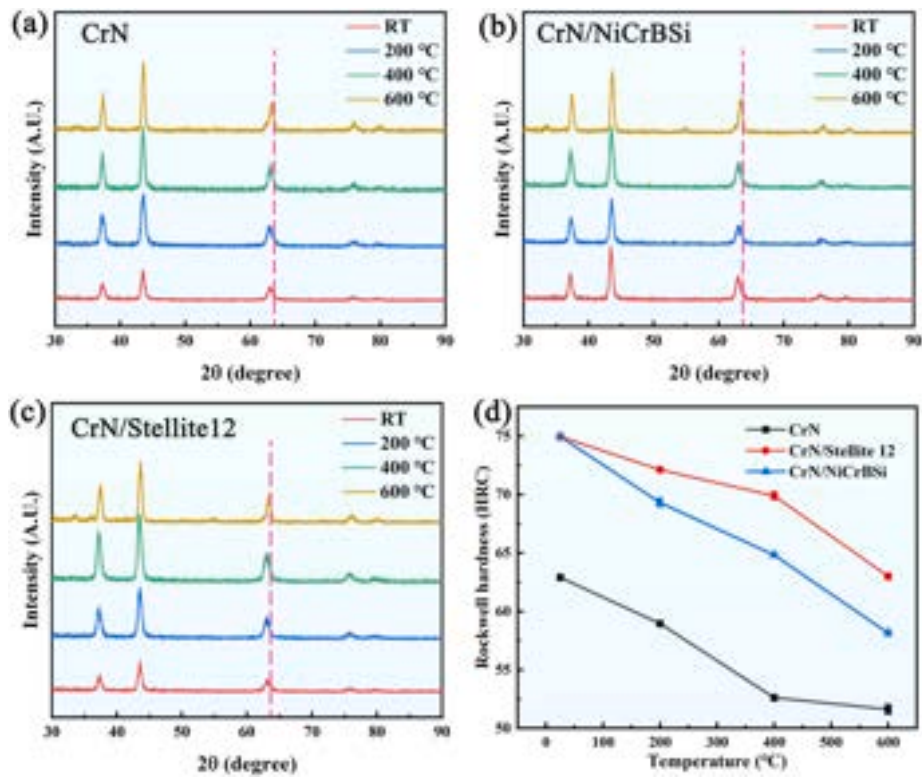 (a)
CrN
RT
200 °C
400 °C
600 °C
Intensity (A.U.)
30 40 50 60 70 80 90
2θ (degree)
(b)
CrN/NiCrBSi
RT
200 °C
400 °C
600 °C
Intensity (A.U.)
30 40 50 60 70 80 90
2θ (degree)
(c)
CrN/Stellite12
RT
200 °C
400 °C
600 °C
Intensity (A.U.)
30 40 50 60 70 80 90
2θ (degree)
(d)
CrN
CrN/Stellite 12
CrN/NiCrBSi
Rockwell hardness (HRC)
75
70
65
60
55
50
0 100 200 300 400 500 600
Temperature (°C)